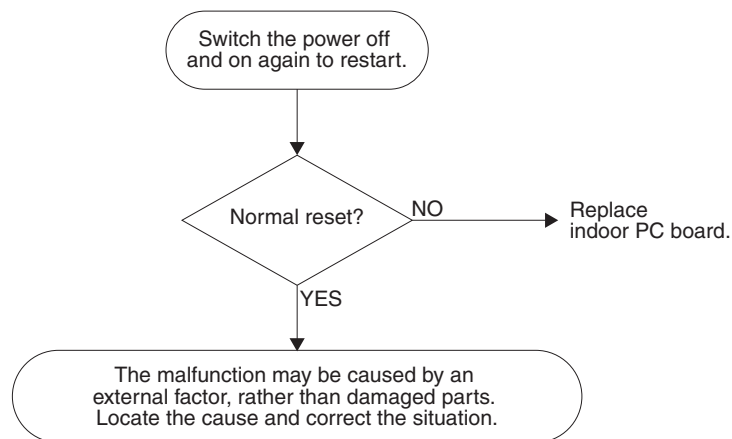 Switch the power off
and on again to restart.
Normal reset?
NO
Replace
indoor PC board.
YES
The malfunction may be caused by an
external factor, rather than damaged parts.
Locate the cause and correct the situation.